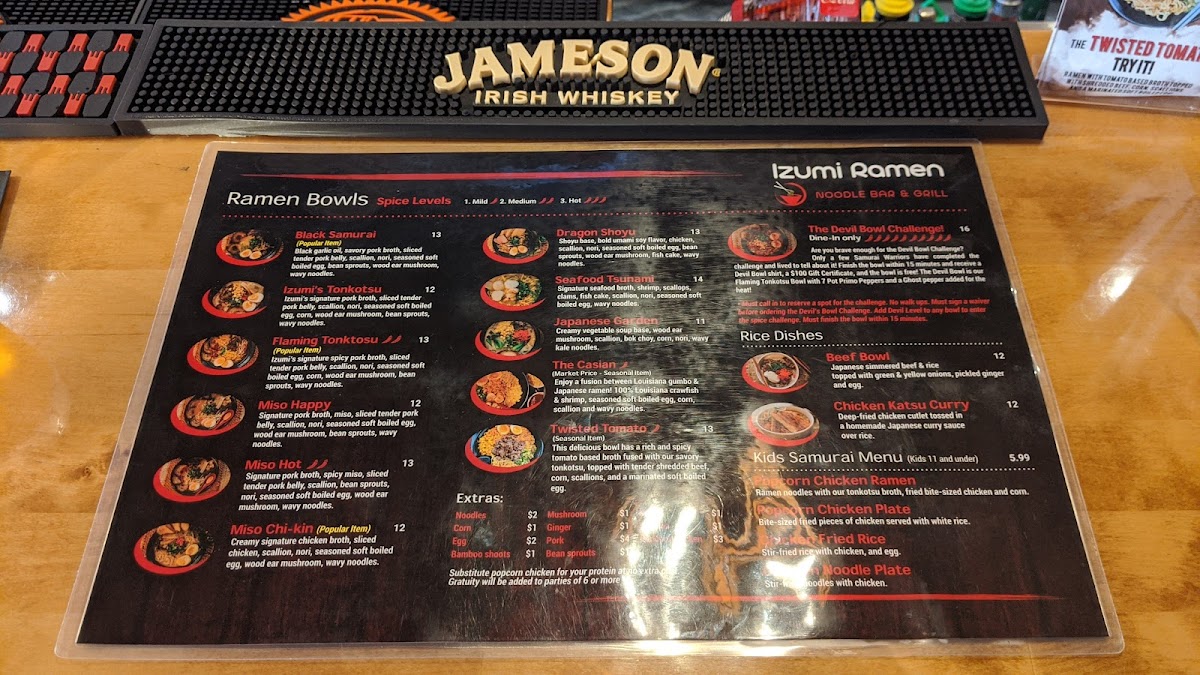 JAMESON
IRISH WHISKEY
THE TWISTED TOMA
TRY IT!
RAMEN WITH TOMATO BASED BROTH TOPPED
WITH SHREDDED BEEF, CORN, SCALLIONS
AND A MARINATED SOFT BOILED EGG
Izumi Ramen
NOODLE BAR & GRILL
Ramen Bowls Spice Levels 1. Mild 2. Medium 3. Hot
Black Samurai 13
(Popular Item)
Black garlic oil, savory pork broth, sliced
tender pork belly, scallion, nori, seasoned soft
boiled egg, bean sprouts, wood ear mushroom,
wavy noodles.
Izumi's Tonkotsu 12
Izumi's signature pork broth, sliced tender
pork belly, scallion, nori, seasoned soft boiled
egg, corn, wood ear mushroom, bean sprouts,
wavy noodles.
Flaming Tonktosu 13
(Popular Item)
Izumi's signature spicy pork broth, sliced
tender pork belly, scallion, nori, seasoned soft
boiled egg, corn, wood ear mushroom, bean
sprouts, wavy noodles.
Miso Happy 12
Signature pork broth, miso, sliced tender pork
belly, scallion, nori, seasoned soft boiled egg,
wood ear mushroom, bean sprouts, wavy
noodles.
Miso Hot 13
Signature pork broth, spicy miso, sliced
tender pork belly, scallion, bean sprouts,
nori, seasoned soft boiled egg, wood ear
mushroom, wavy noodles.
Miso Chi-kin (Popular Item) 12
Creamy signature chicken broth, sliced
chicken, scallion, nori, seasoned soft boiled
egg, wood ear mushroom, wavy noodles.
Dragon Shoyu 13
Shoyu base, bold umami soy flavor, chicken,
scallion, nori, seasoned soft boiled egg, bean
sprouts, wood ear mushroom, fish cake, wavy
noodles.
Seafood Tsunami 14
Signature seafood broth, shrimp, scallops,
clams, fish cake, scallion, nori, seasoned soft
boiled egg, wavy noodles.
Japanese Garden 11
Creamy vegetable soup base, wood ear
mushroom, scallion, bok choy, corn, nori, wavy
kale noodles.
The Casian
(Market Price - Seasonal Item)
Enjoy a fusion between Louisiana gumbo &
Japanese ramen! 100% Louisiana crawfish
& shrimp, seasoned soft boiled egg, corn,
scallion and wavy noodles.
Twisted Tomato 13
(Seasonal Item)
This delicious bowl has a rich and spicy
tomato based broth fused with our savory
tonkotsu, topped with tender shredded beef,
corn, scallions, and a marinated soft boiled
egg.
Extras:
Noodles $2 Mushroom $1 $1
Corn $1 Ginger $1 $1
Egg $2 Pork $4 $3
Bamboo shoots $1 Bean sprouts
Substitute popcorn chicken for your protein at no extra
Gratuity will be added to parties of 6 or more
The Devil Bowl Challenge! 16
Dine-In only
Are you brave enough for the Devil Bowl Challenge?
Only a few Samurai Warriors have completed the
challenge and lived to tell about it! Finish the bowl within 15 minutes and receive a
Devil Bowl shirt, a $100 Gift Certificate, and the bowl is free! The Devil Bowl is our
Flaming Tonkotsu Bowl with 7 Pot Primo Peppers and a Ghost pepper added for the
heat!
*Must call in to reserve a spot for the challenge. No walk ups. Must sign a waiver
before ordering the Devil's Bowl Challenge. Add Devil Level to any bowl to enter
the spice challenge. Must finish the bowl within 15 minutes.
Rice Dishes
Beef Bowl 12
Japanese simmered beef & rice
topped with green & yellow onions, pickled ginger
and egg.
Chicken Katsu Curry 12
Deep-fried chicken cutlet tossed in
a homemade Japanese curry sauce
over rice.
Kids Samurai Menu (Kids 11 and under) 5.99
Popcorn Chicken Ramen
Ramen noodles with our tonkotsu broth, fried bite-sized chicken and corn.
Popcorn Chicken Plate
Bite-sized fried pieces of chicken served with white rice.
Chicken Fried Rice
Stir-fried rice with chicken, and egg.
Noodle Plate
Stir-fried noodles with chicken.